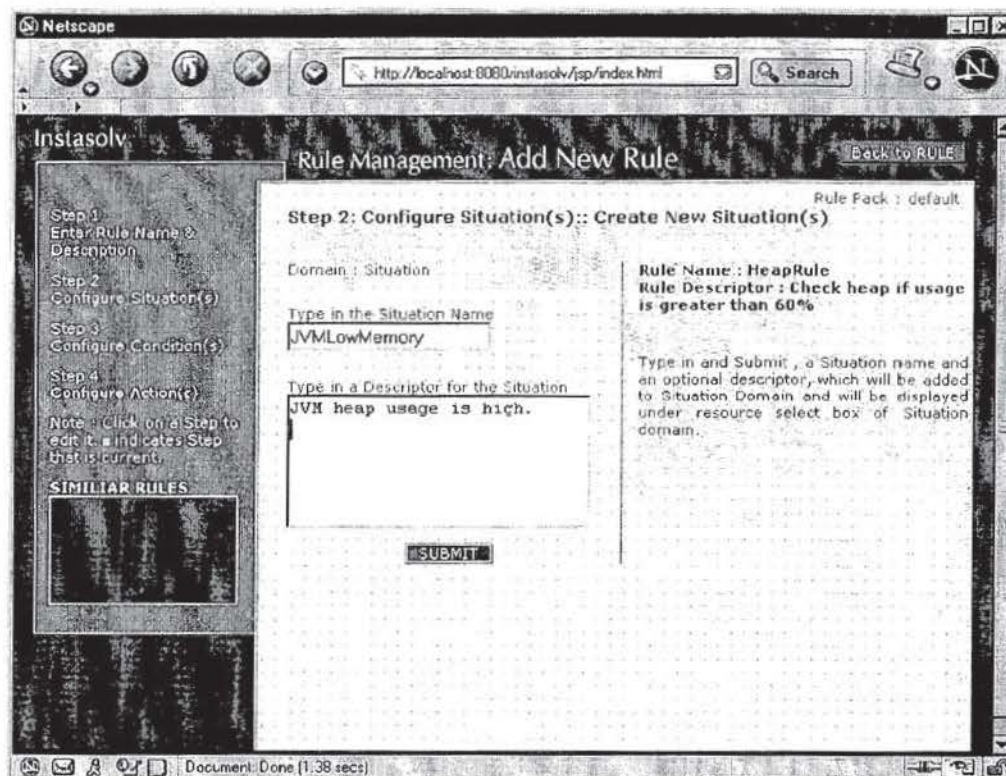 Netscape
http://localhost:8080/instasolv/jsp/index.html
Search
N
Instasolv
Rule Management: Add New Rule
Back to RULE
Step 1
Enter Rule Name &
Description
Step 2
Configure Situation(s)
Step 3
Configure Condition(s)
Step 4
Configure Action(s)
Note : Click on a Step to
edit it. ■ indicates Step
that is current.
SIMILIAR RULES
Rule Pack : default
Step 2: Configure Situation(s):: Create New Situation(s)
Domain : Situation
Type in the Situation Name
JVMLowMemory
Type in a Descriptor for the Situation
JVM heap usage is high.
SUBMIT
Rule Name : HeapRule
Rule Descriptor : Check heap if usage
is greater than 60%
Type in and Submit , a Situation name and
an optional descriptor, which will be added
to Situation Domain and will be displayed
under resource select box of Situation
domain.
Document: Done (1.38 secs)